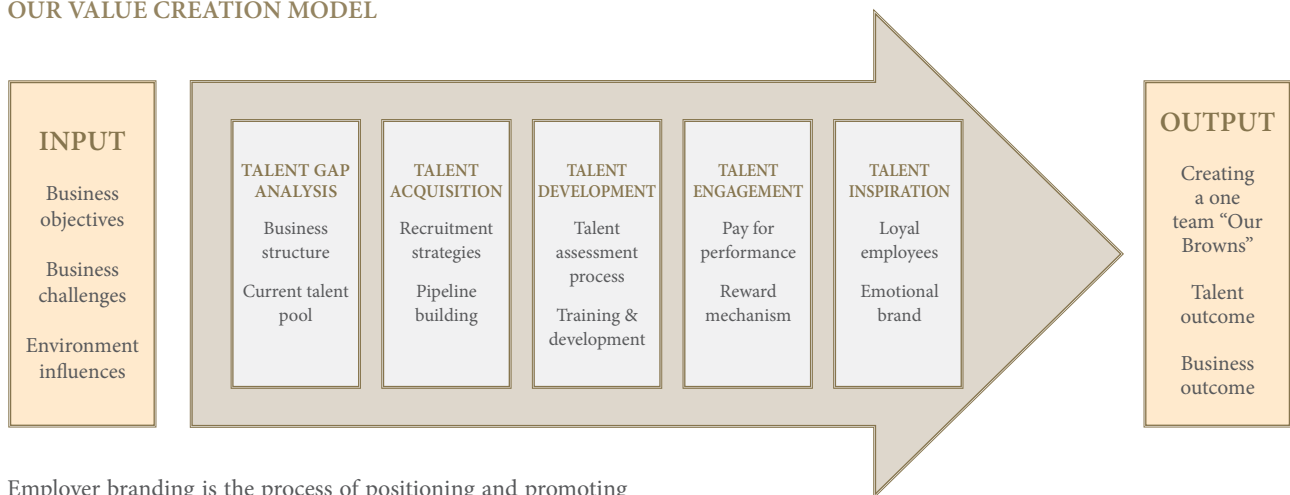 OUR VALUE CREATION MODEL
INPUT
Business
objectives
Business
challenges
Environment
influences
TALENT GAP
ANALYSIS
Business
structure
Current talent
pool
TALENT
ACQUISITION
Recruitment
strategies
Pipeline
building
TALENT
DEVELOPMENT
Talent
assessment
process
Training &
development
TALENT
ENGAGEMENT
Pay for
performance
Reward
mechanism
TALENT
INSPIRATION
Loyal
employees
Emotional
brand
OUTPUT
Creating
a one
team “Our
Browns”
Talent
outcome
Business
outcome
Employer branding is the process of positioning and promoting